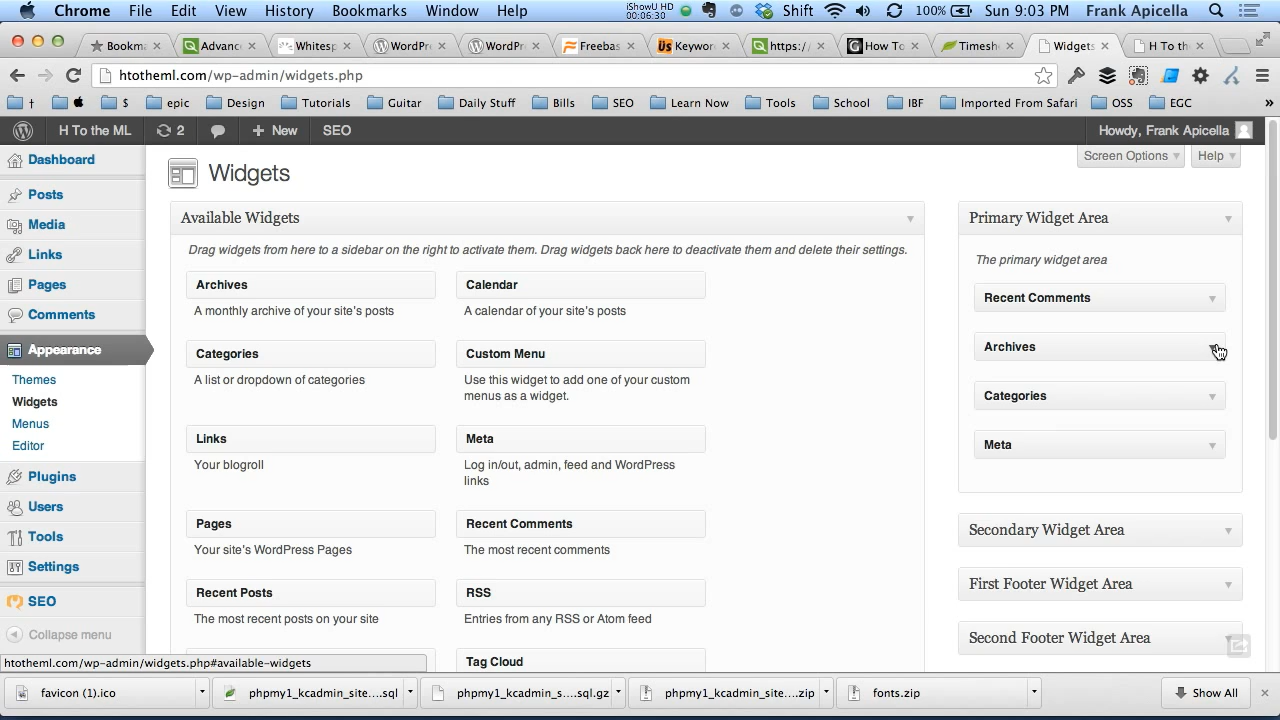 Chrome File Edit View History Bookmarks Window Help iShowU HD 00:06:30 Shift 100% Sun 9:03 PM Frank Apicella
Bookm Advanc Whitesp WordPr WordPr Freebas Keywor https:/ How To Timesh Widgets H To th
htotheml.com/wp-admin/widgets.php
† $ epic Design Tutorials Guitar Daily Stuff Bills SEO Learn Now Tools School IBF Imported From Safari OSS EGC »
H To the ML 2 + New SEO Howdy, Frank Apicella
Screen Options Help
Dashboard
Posts
Media
Links
Pages
Comments
Appearance
Themes
Widgets
Menus
Editor
Plugins
Users
Tools
Settings
SEO
Collapse menu
Widgets
Available Widgets
Drag widgets from here to a sidebar on the right to activate them. Drag widgets back here to deactivate them and delete their settings.
Archives
A monthly archive of your site's posts
Calendar
A calendar of your site's posts
Categories
A list or dropdown of categories
Custom Menu
Use this widget to add one of your custom
menus as a widget.
Links
Your blogroll
Meta
Log in/out, admin, feed and WordPress
links
Pages
Your site's WordPress Pages
Recent Comments
The most recent comments
Recent Posts
The most recent posts on your site
RSS
Entries from any RSS or Atom feed
Tag Cloud
Primary Widget Area
The primary widget area
Recent Comments
Archives
Categories
Meta
Secondary Widget Area
First Footer Widget Area
Second Footer Widget Area
htotheml.com/wp-admin/widgets.php#available-widgets
favicon (1).ico phpmy1_kcadmin_site....sql phpmy1_kcadmin_s....sql.gz phpmy1_kcadmin_site....zip fonts.zip Show All